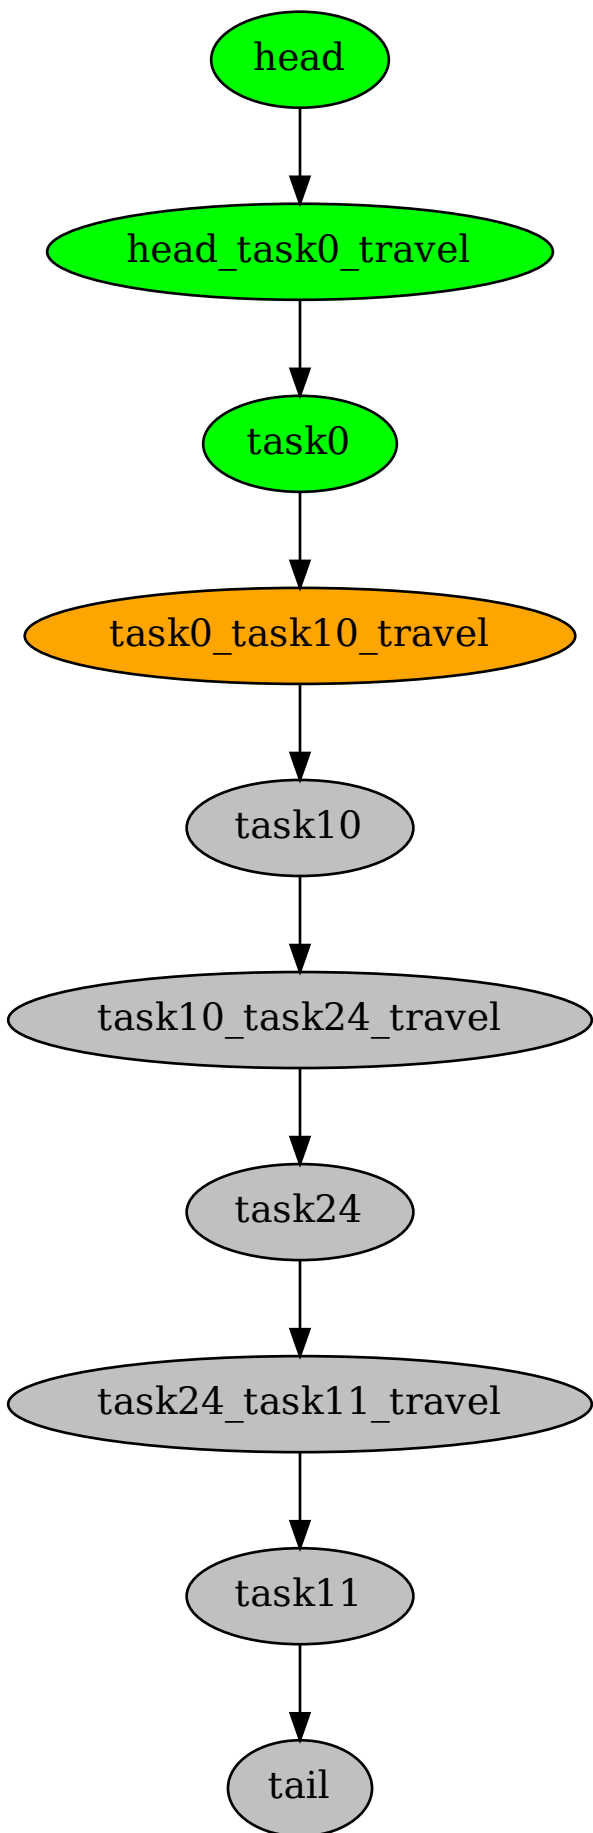 head
head_task0_travel
task0
task0_task10_travel
task10
task10_task24_travel
task24
task24_task11_travel
task11
tail